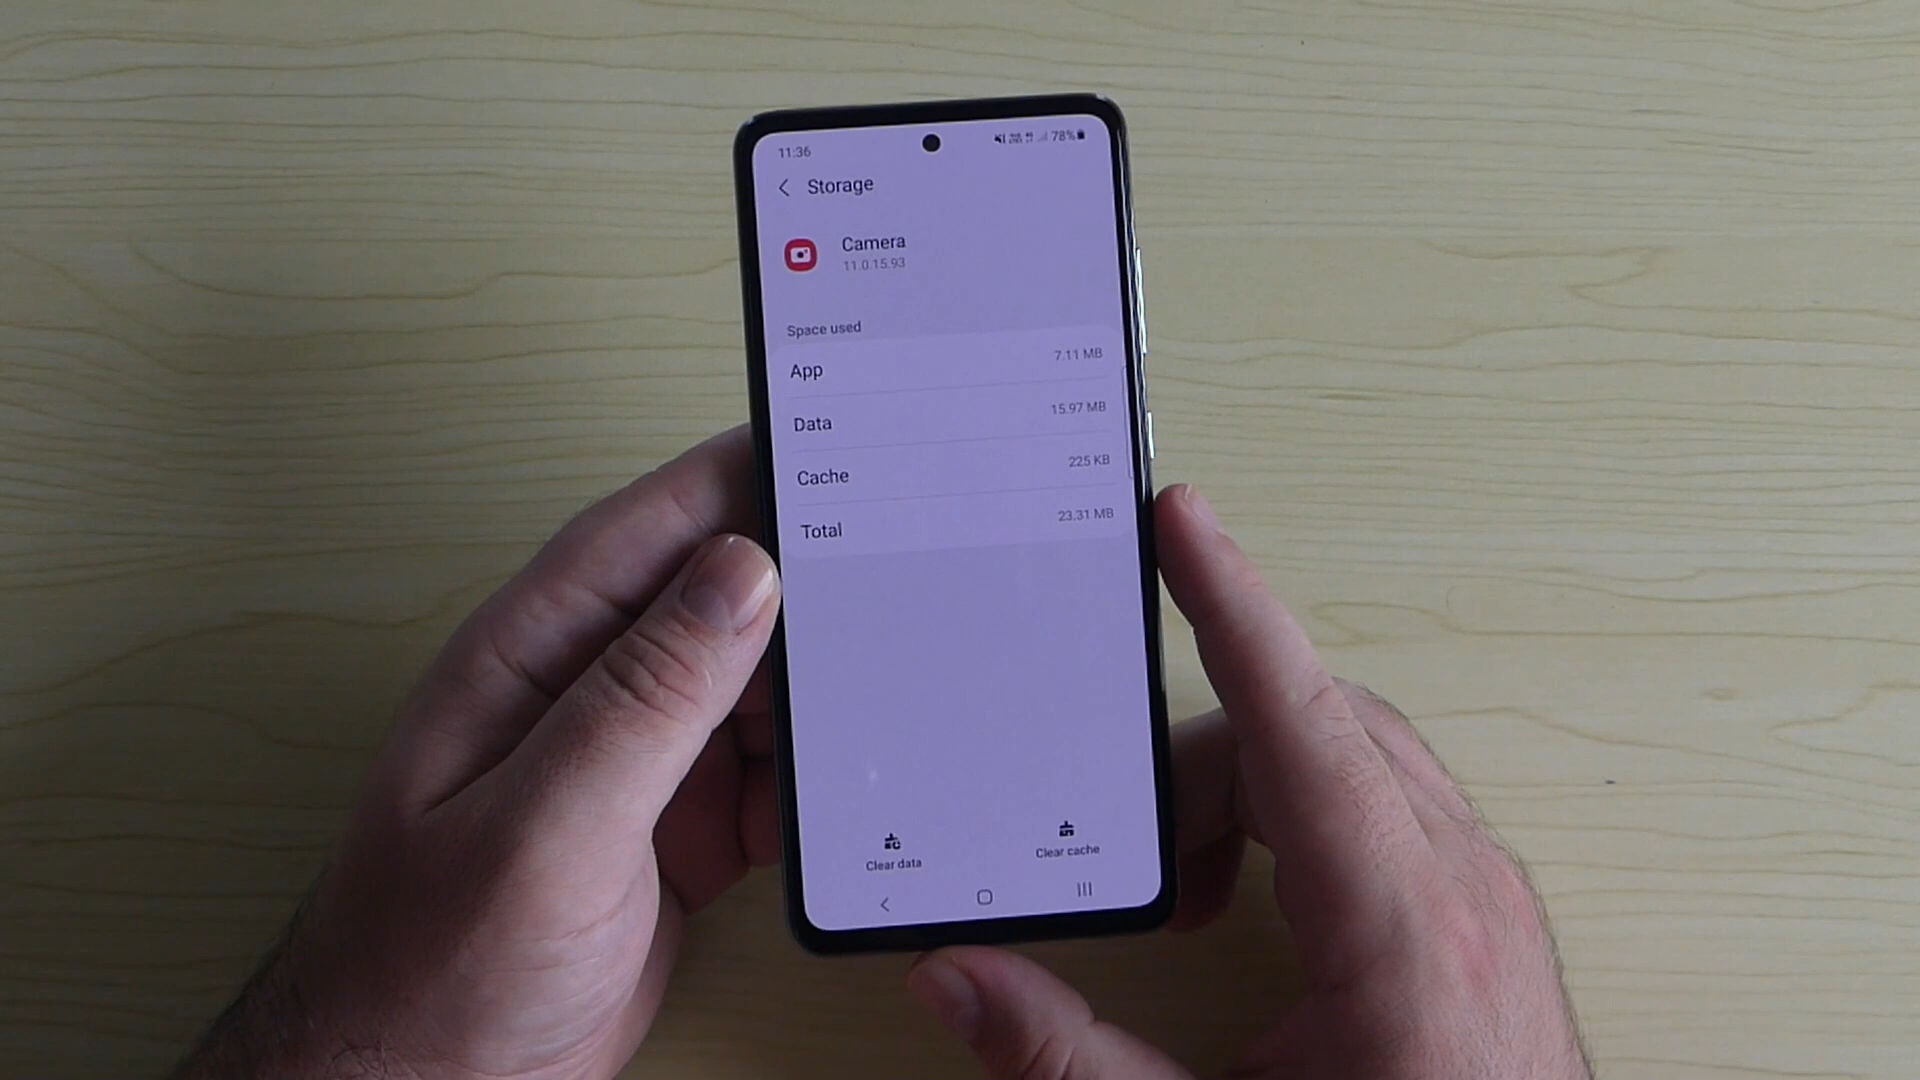 11:36
78%
Storage
Camera
11.0.15.93
Space used
App 7.11 MB
Data 15.97 MB
Cache 225 KB
Total 23.31 MB
Clear data Clear cache